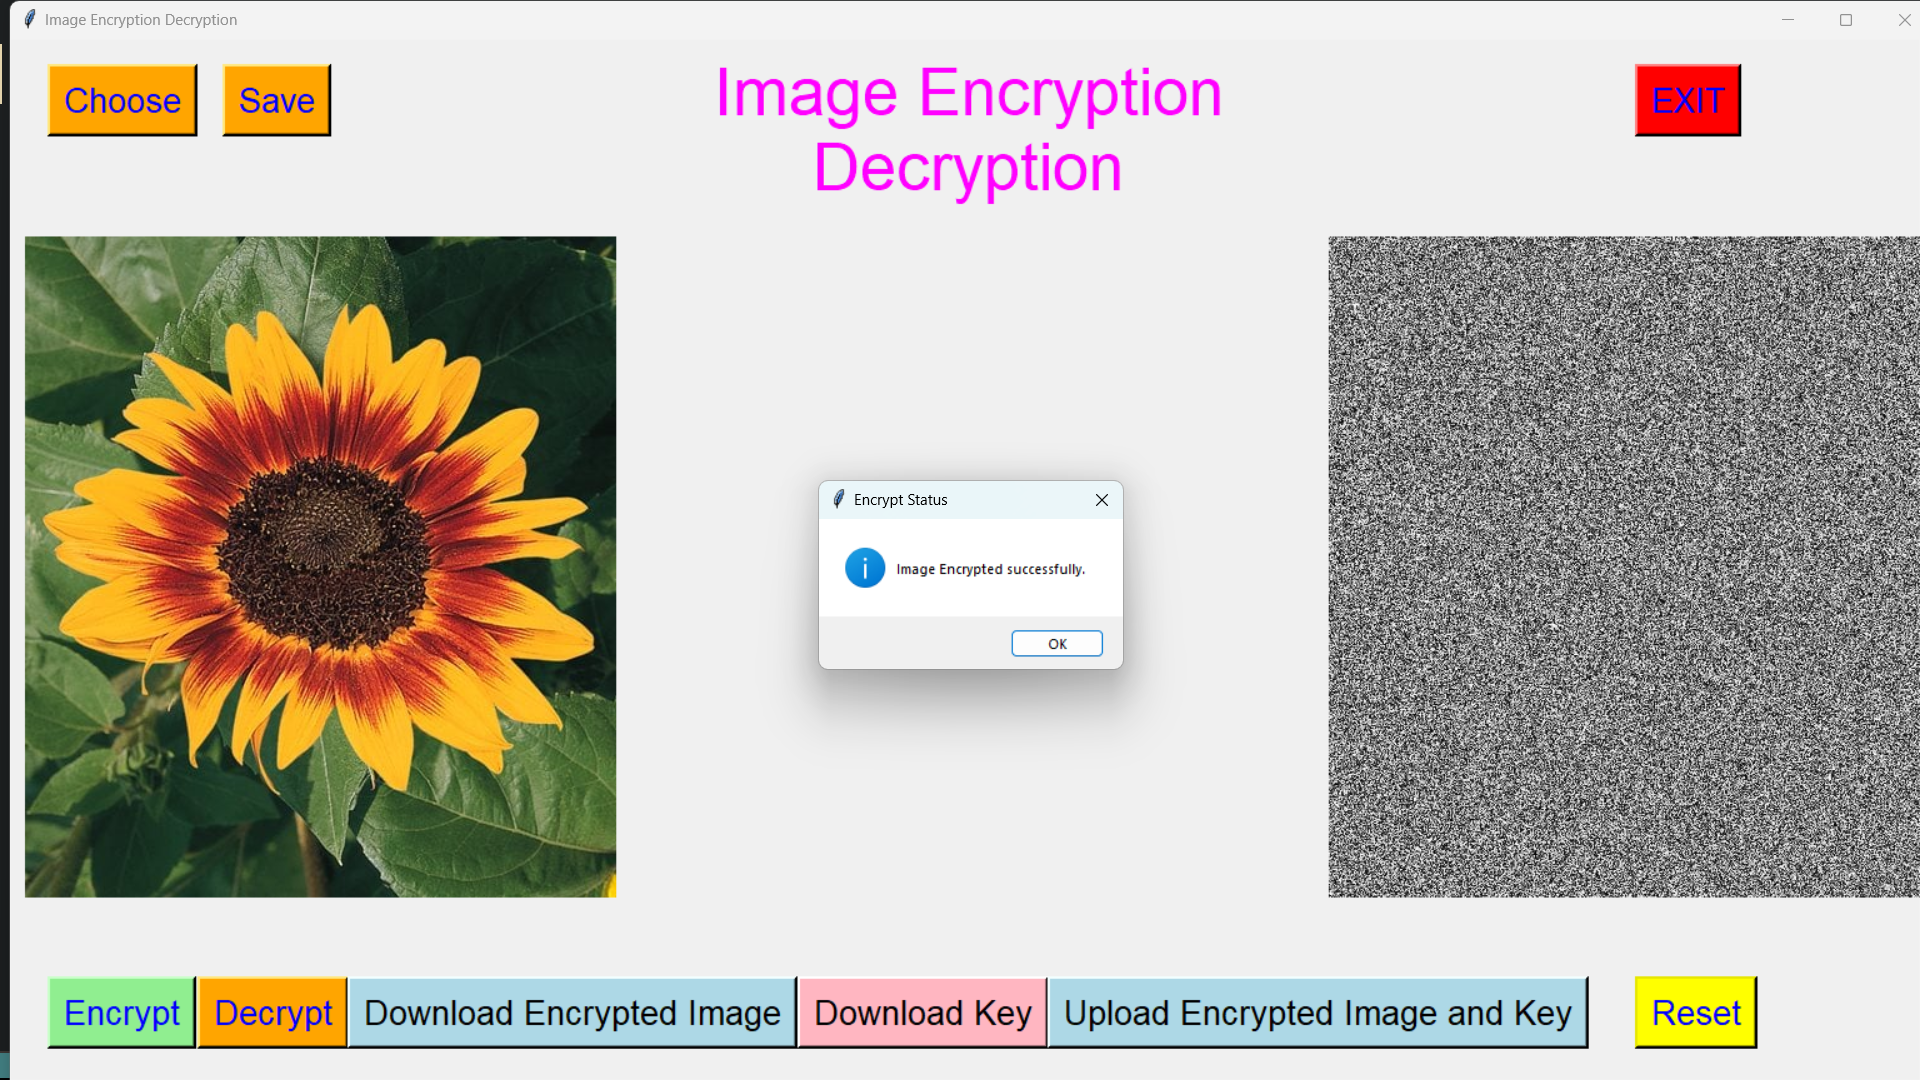 Image Encryption Decryption
Choose
Save
Image Encryption
Decryption
EXIT
Encrypt Status
Image Encrypted successfully.
OK
Encrypt
Decrypt
Download Encrypted Image
Download Key
Upload Encrypted Image and Key
Reset